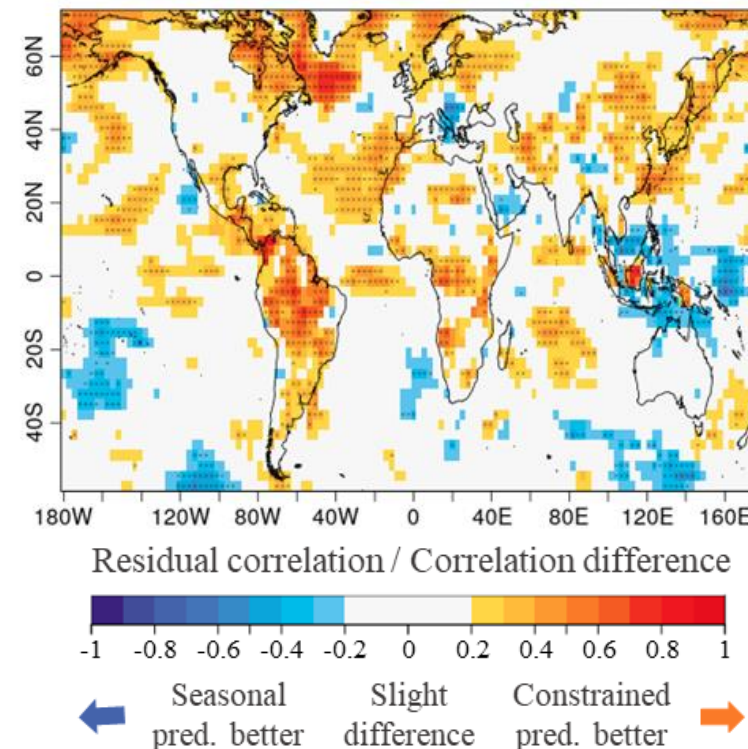 60N
40N
20N
0
20S
40S
180W 120W 80W 40W 0 40E 80E 120E 160E
Residual correlation / Correlation difference
-1 -0.8 -0.6 -0.4 -0.2 0 0.2 0.4 0.6 0.8 1
Seasonal Slight Constrained
pred. better difference pred. better